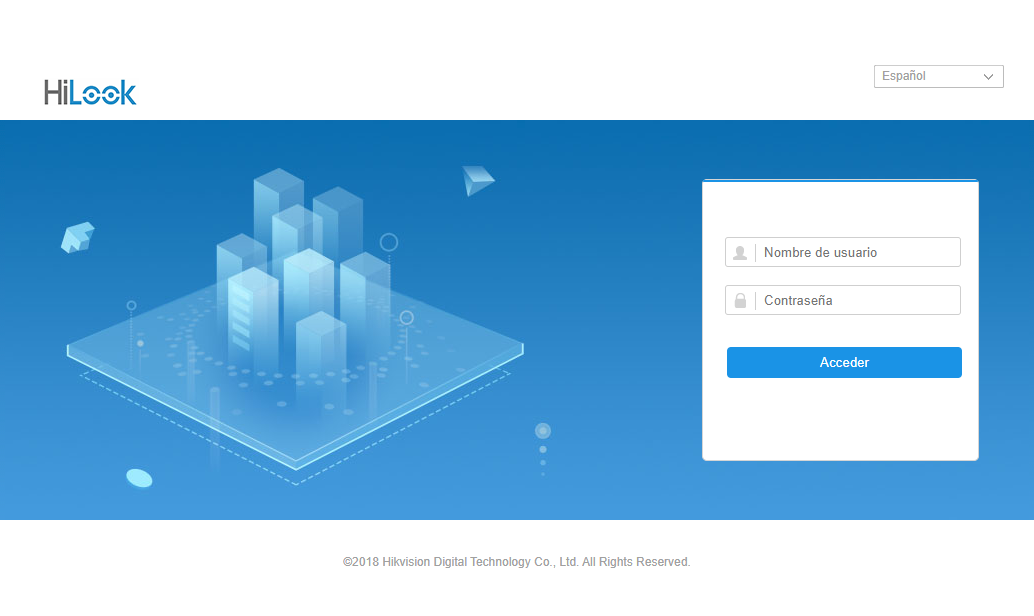 HiLook
Español
Nombre de usuario
Contraseña
Acceder
©2018 Hikvision Digital Technology Co., Ltd. All Rights Reserved.